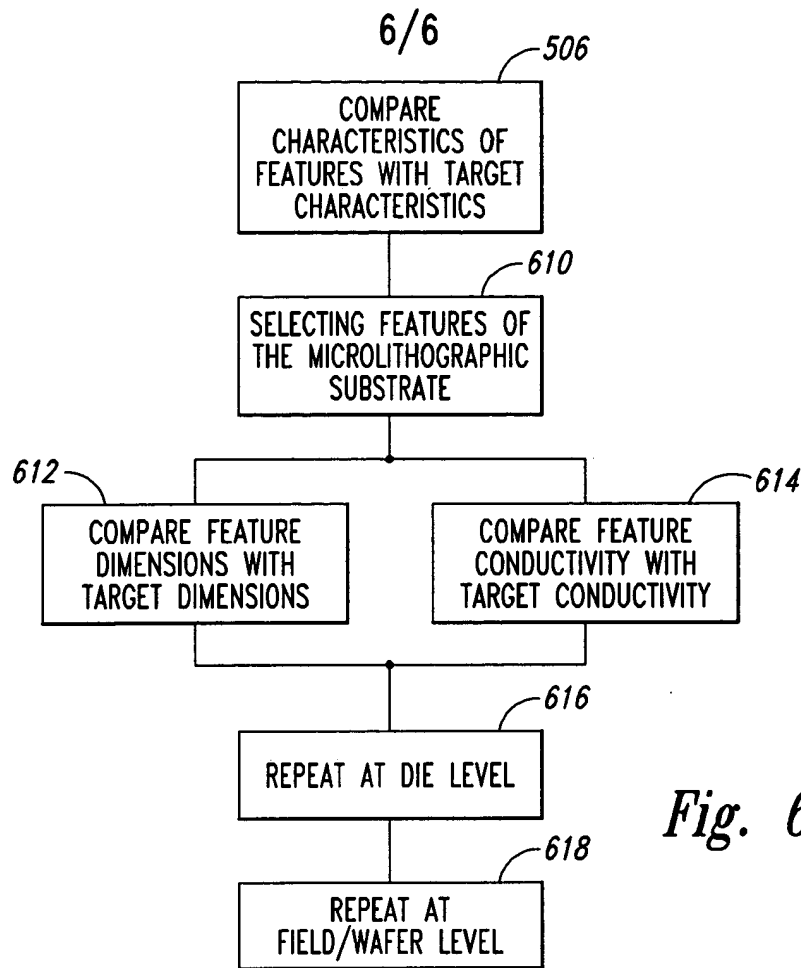 6/6
506
COMPARE
CHARACTERISTICS OF
FEATURES WITH TARGET
CHARACTERISTICS
610
SELECTING FEATURES OF
THE MICROLITHOGRAPHIC
SUBSTRATE
612
COMPARE FEATURE
DIMENSIONS WITH
TARGET DIMENSIONS
614
COMPARE FEATURE
CONDUCTIVITY WITH
TARGET CONDUCTIVITY
616
REPEAT AT DIE LEVEL
618
REPEAT AT
FIELD/WAFER LEVEL
Fig. 6